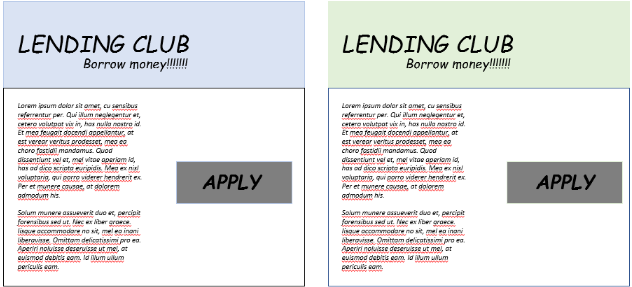 LENDING CLUB
Borrow money!!!!!!!
Lorem ipsum dolor sit amet, cu sensibus
referrentur per. Qui illum neglegentur et,
cetero volutpat vis in, has nulla nostro id.
Et mea feugait docendi appellantur, at
est verear veritus prodesset, mea ea
choro fastidii mandamus. Quod
dissentiunt vel et, mel vitae aperiam id,
has ad dico scripta euripidis. Mea ex nisl
voluptaria, qui porro viderer hendrerit ex.
Per et munere causae, at dolorem
admodum his.
Solum munere assueverit duo et, percipit
forensibus sed ut. Nec ex liber graece.
Iisque accommodare no sit, mel ea inani
liberavisse. Omittam delicatissimi pro ea.
Aperiri noluisse deseruisse ut mel, at
euismod debitis eam. Id illum ullum
periculis eam.
APPLY
LENDING CLUB
Borrow money!!!!!!!
Lorem ipsum dolor sit amet, cu sensibus
referrentur per. Qui illum neglegentur et,
cetero volutpat vis in, has nulla nostro id.
Et mea feugait docendi appellantur, at
est verear veritus prodesset, mea ea
choro fastidii mandamus. Quod
dissentiunt vel et, mel vitae aperiam id,
has ad dico scripta euripidis. Mea ex nisl
voluptaria, qui porro viderer hendrerit ex.
Per et munere causae, at dolorem
admodum his.
Solum munere assueverit duo et, percipit
forensibus sed ut. Nec ex liber graece.
Iisque accommodare no sit, mel ea inani
liberavisse. Omittam delicatissimi pro ea.
Aperiri noluisse deseruisse ut mel, at
euismod debitis eam. Id illum ullum
periculis eam.
APPLY